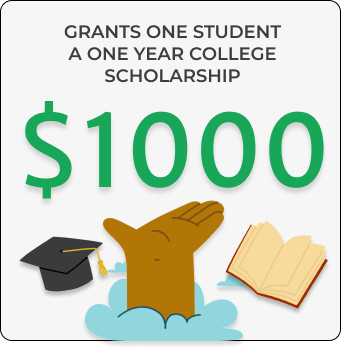 GRANTS ONE STUDENT
A ONE YEAR COLLEGE
SCHOLARSHIP
$1000